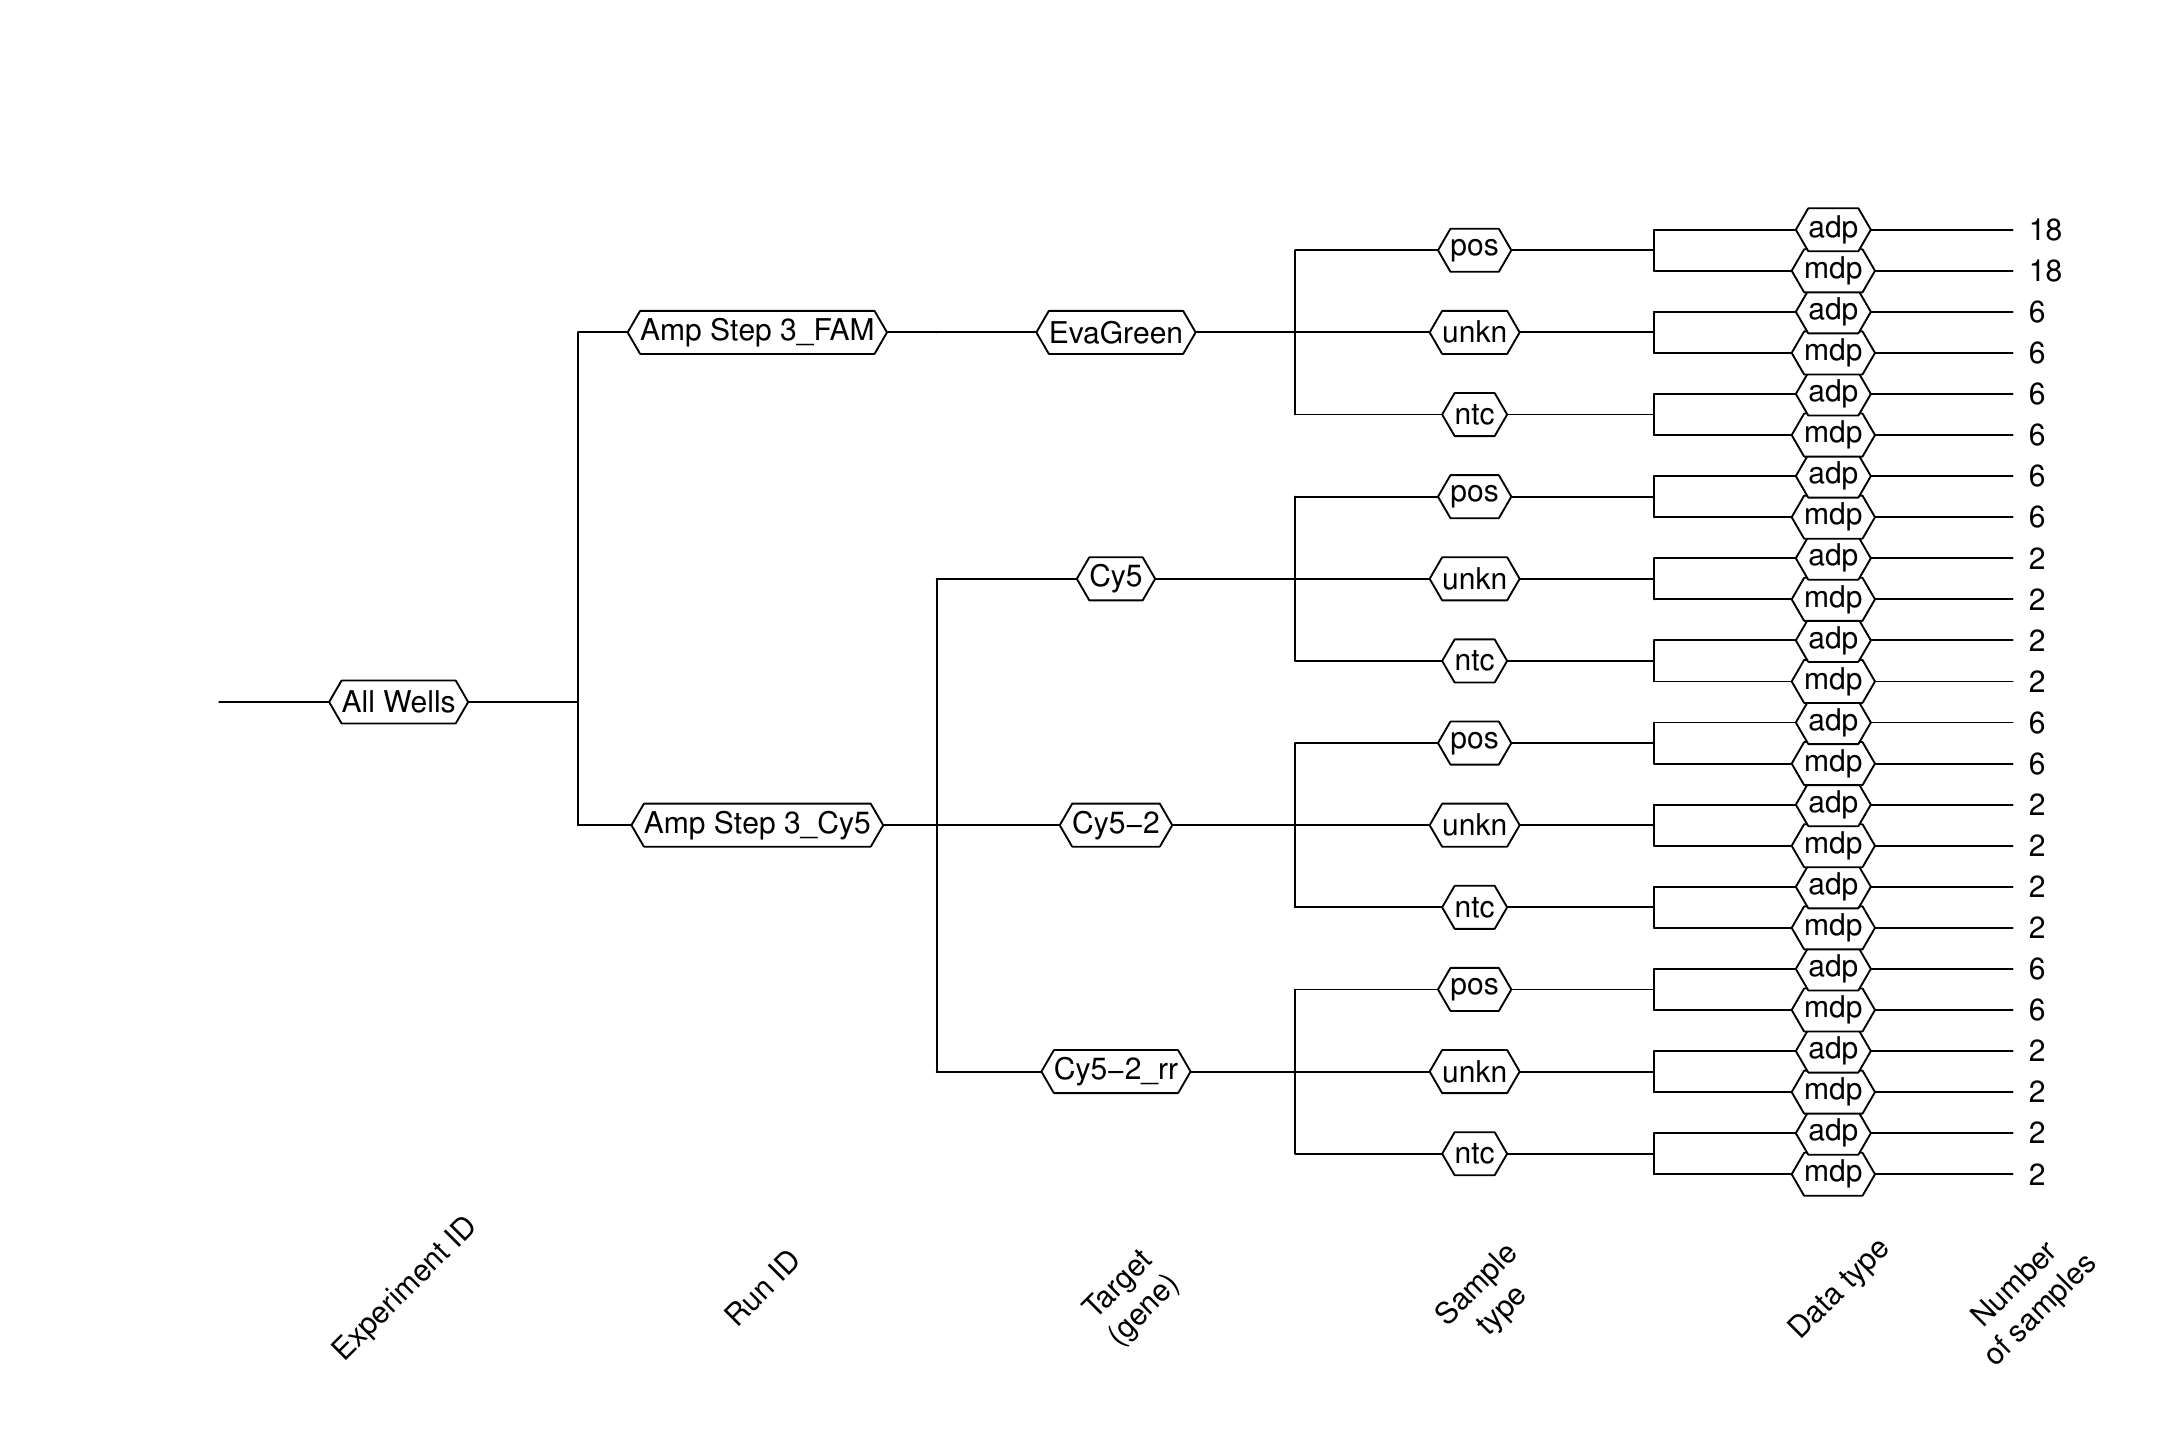 adp 18
pos
mdp 18
adp 6
Amp Step 3_FAM EvaGreen unkn
mdp 6
adp 6
ntc
mdp 6
adp 6
pos
mdp 6
adp 2
Cy5 unkn
mdp 2
adp 2
ntc
mdp 2
All Wells
adp 6
pos
mdp 6
adp 2
Amp Step 3_Cy5 Cy5−2 unkn
mdp 2
adp 2
ntc
mdp 2
adp 6
pos
mdp 6
adp 2
Cy5−2_rr unkn
mdp 2
adp 2
ntc
mdp 2
Experiment ID
Run ID
Target
(gene)
Sample
type
Data type
Number
of samples